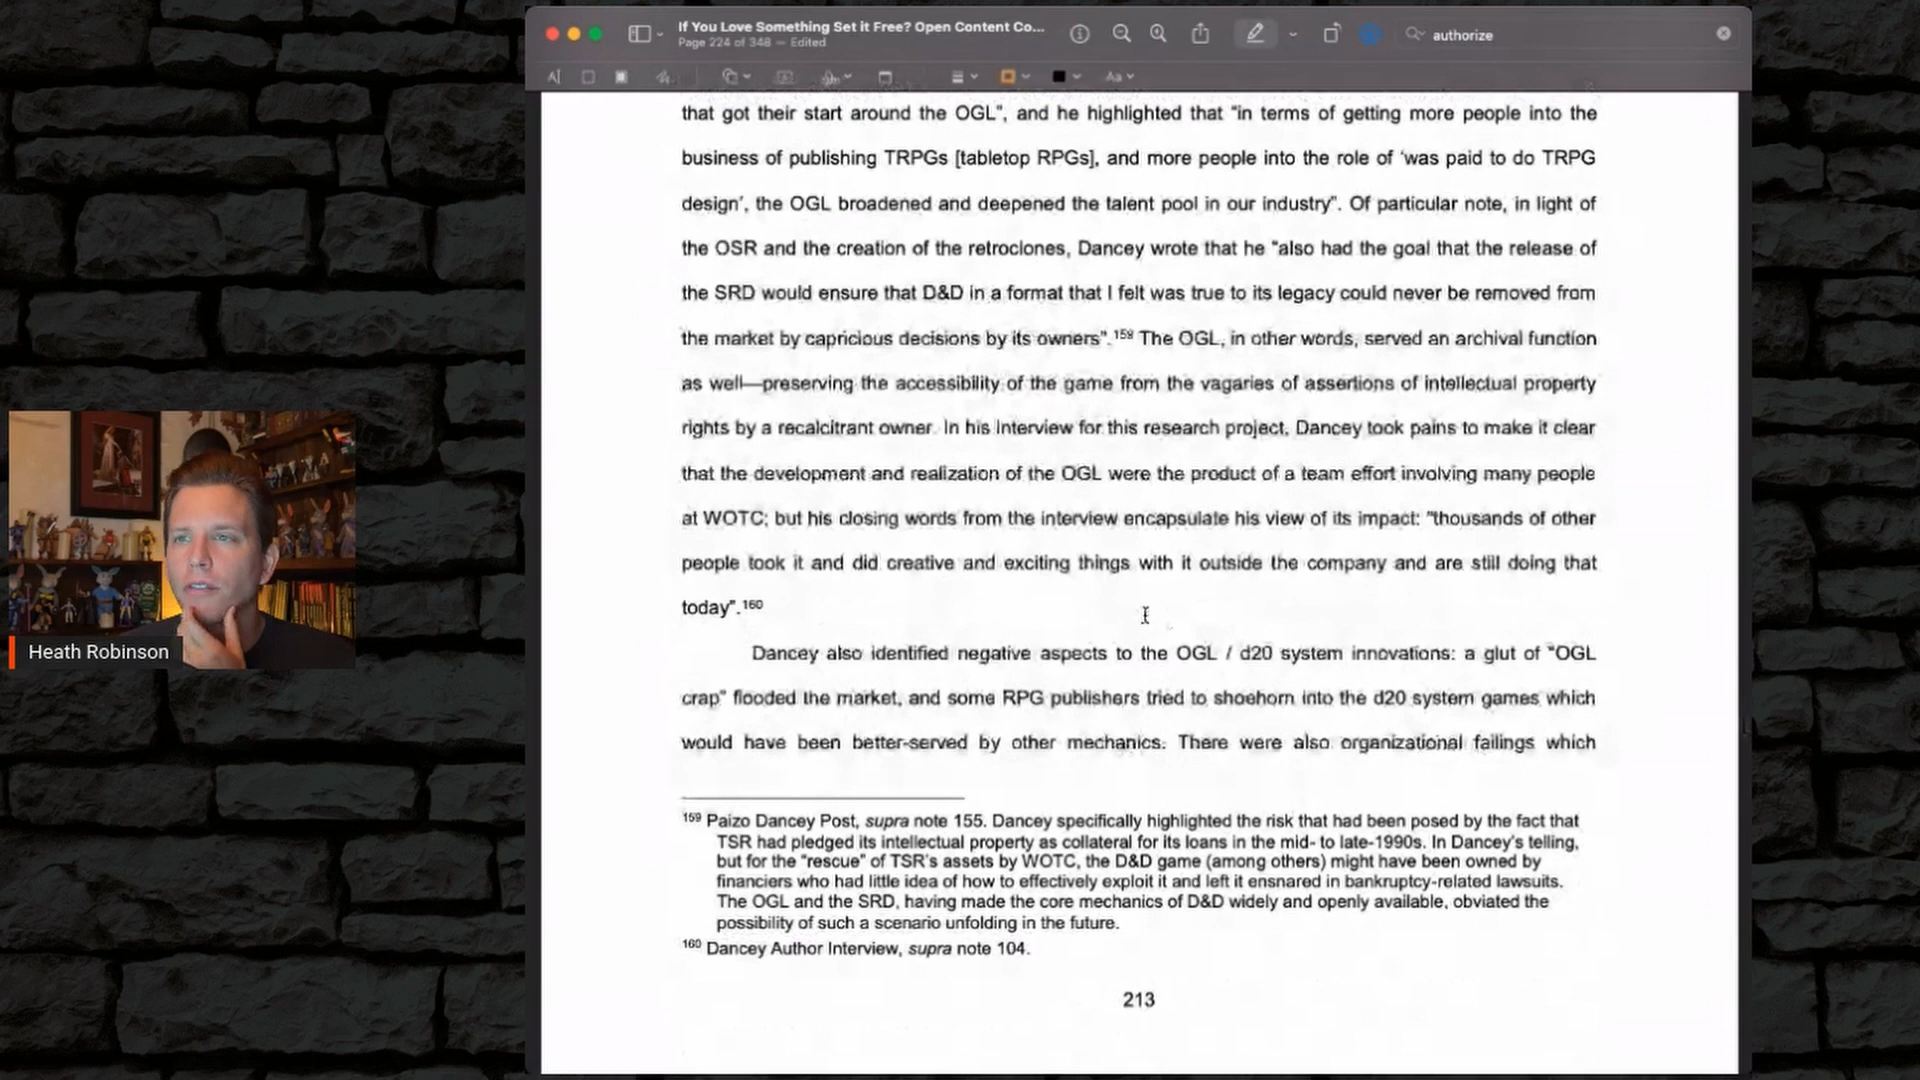 If You Love Something Set it Free? Open Content Co...
Page 224 of 348 — Edited
authorize
that got their start around the OGL", and he highlighted that "in terms of getting more people into the
business of publishing TRPGs [tabletop RPGs], and more people into the role of 'was paid to do TRPG
design', the OGL broadened and deepened the talent pool in our industry". Of particular note, in light of
the OSR and the creation of the retroclones, Dancey wrote that he "also had the goal that the release of
the SRD would ensure that D&D in a format that I felt was true to its legacy could never be removed from
the market by capricious decisions by its owners".159 The OGL, in other words, served an archival function
as well—preserving the accessibility of the game from the vagaries of assertions of intellectual property
rights by a recalcitrant owner. In his interview for this research project, Dancey took pains to make it clear
that the development and realization of the OGL were the product of a team effort involving many people
at WOTC; but his closing words from the interview encapsulate his view of its impact: "thousands of other
people took it and did creative and exciting things with it outside the company and are still doing that
today".160
Dancey also identified negative aspects to the OGL / d20 system innovations: a glut of "OGL
crap" flooded the market, and some RPG publishers tried to shoehorn into the d20 system games which
would have been better-served by other mechanics. There were also organizational failings which
159 Paizo Dancey Post, supra note 155. Dancey specifically highlighted the risk that had been posed by the fact that
TSR had pledged its intellectual property as collateral for its loans in the mid- to late-1990s. In Dancey's telling,
but for the "rescue" of TSR's assets by WOTC, the D&D game (among others) might have been owned by
financiers who had little idea of how to effectively exploit it and left it ensnared in bankruptcy-related lawsuits.
The OGL and the SRD, having made the core mechanics of D&D widely and openly available, obviated the
possibility of such a scenario unfolding in the future.
160 Dancey Author Interview, supra note 104.
213
Heath Robinson